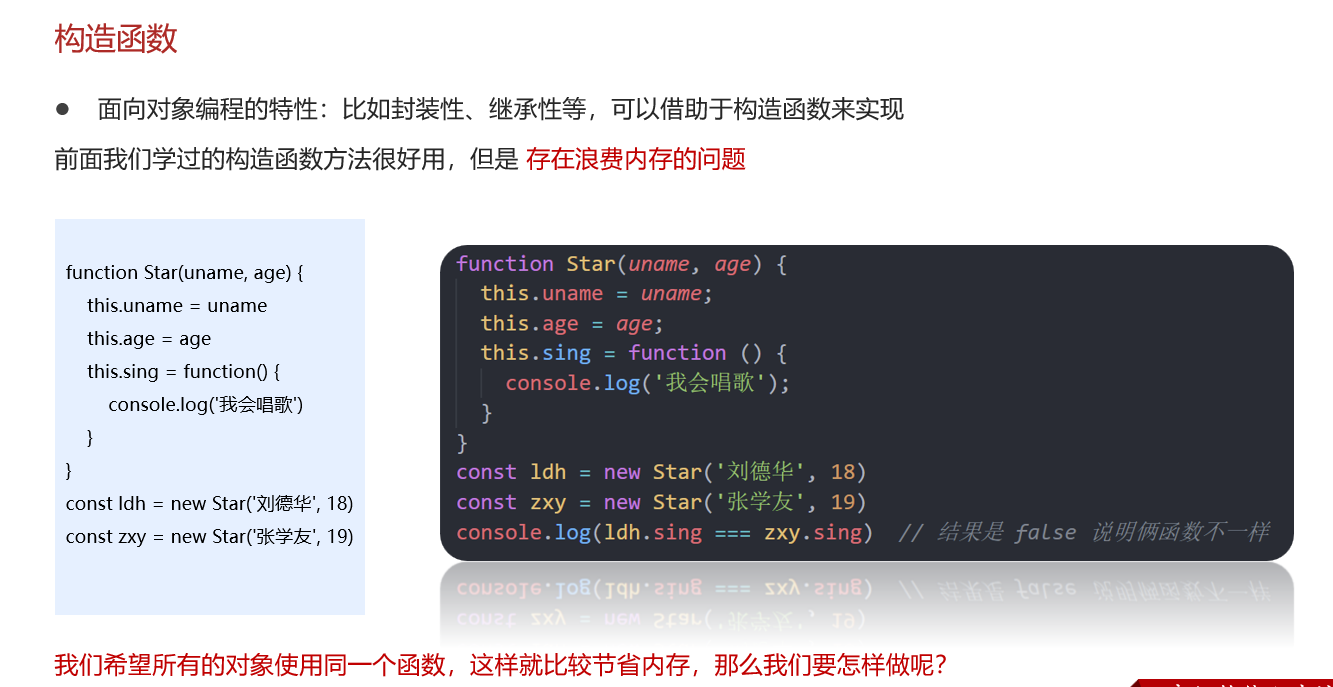 构造函数
● 面向对象编程的特性：比如封装性、继承性等，可以借助于构造函数来实现
前面我们学过的构造函数方法很好用，但是 存在浪费内存的问题
function Star(uname, age) {
this.uname = uname
this.age = age
this.sing = function() {
console.log('我会唱歌')
}
}
const ldh = new Star('刘德华', 18)
const zxy = new Star('张学友', 19)
function Star(uname, age) {
this.uname = uname;
this.age = age;
this.sing = function () {
console.log('我会唱歌');
}
}
const ldh = new Star('刘德华', 18)
const zxy = new Star('张学友', 19)
console.log(ldh.sing === zxy.sing) // 结果是 false 说明俩函数不一样
我们希望所有的对象使用同一个函数，这样就比较节省内存，那么我们要怎样做呢？